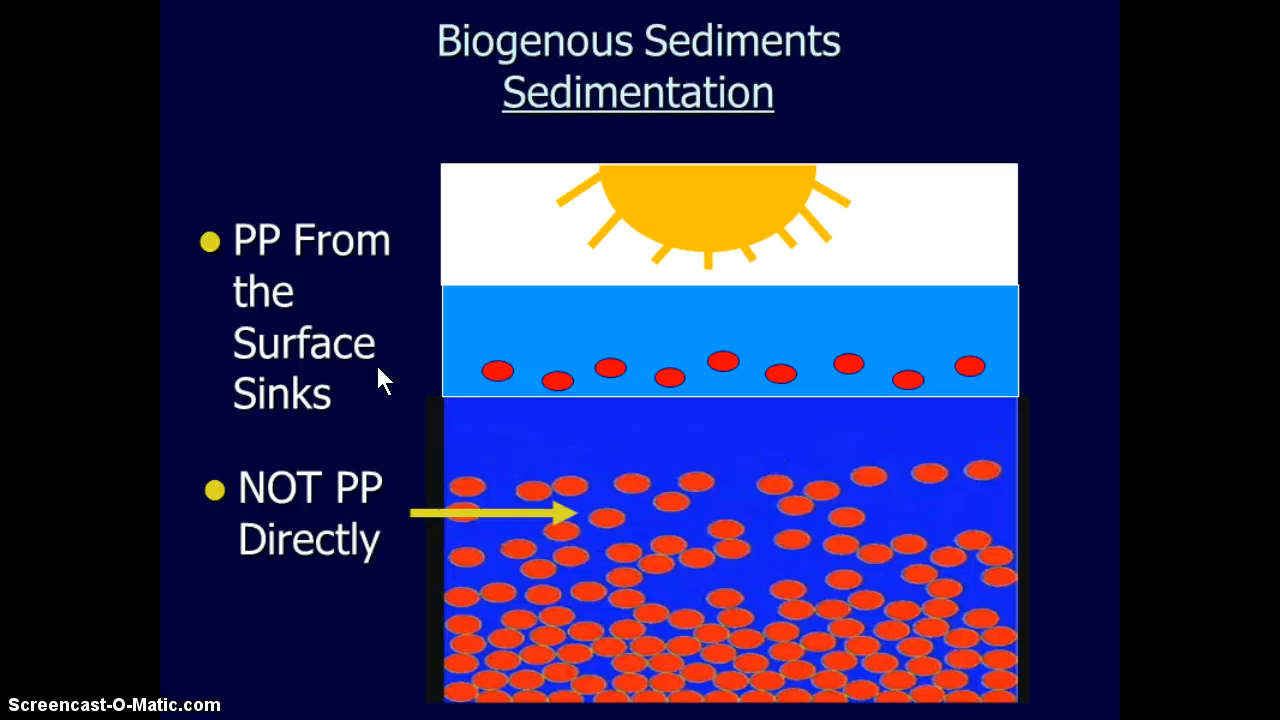 Biogenous Sediments
Sedimentation
PP From
the
Surface
Sinks
NOT PP
Directly
Screencast-O-Matic.com